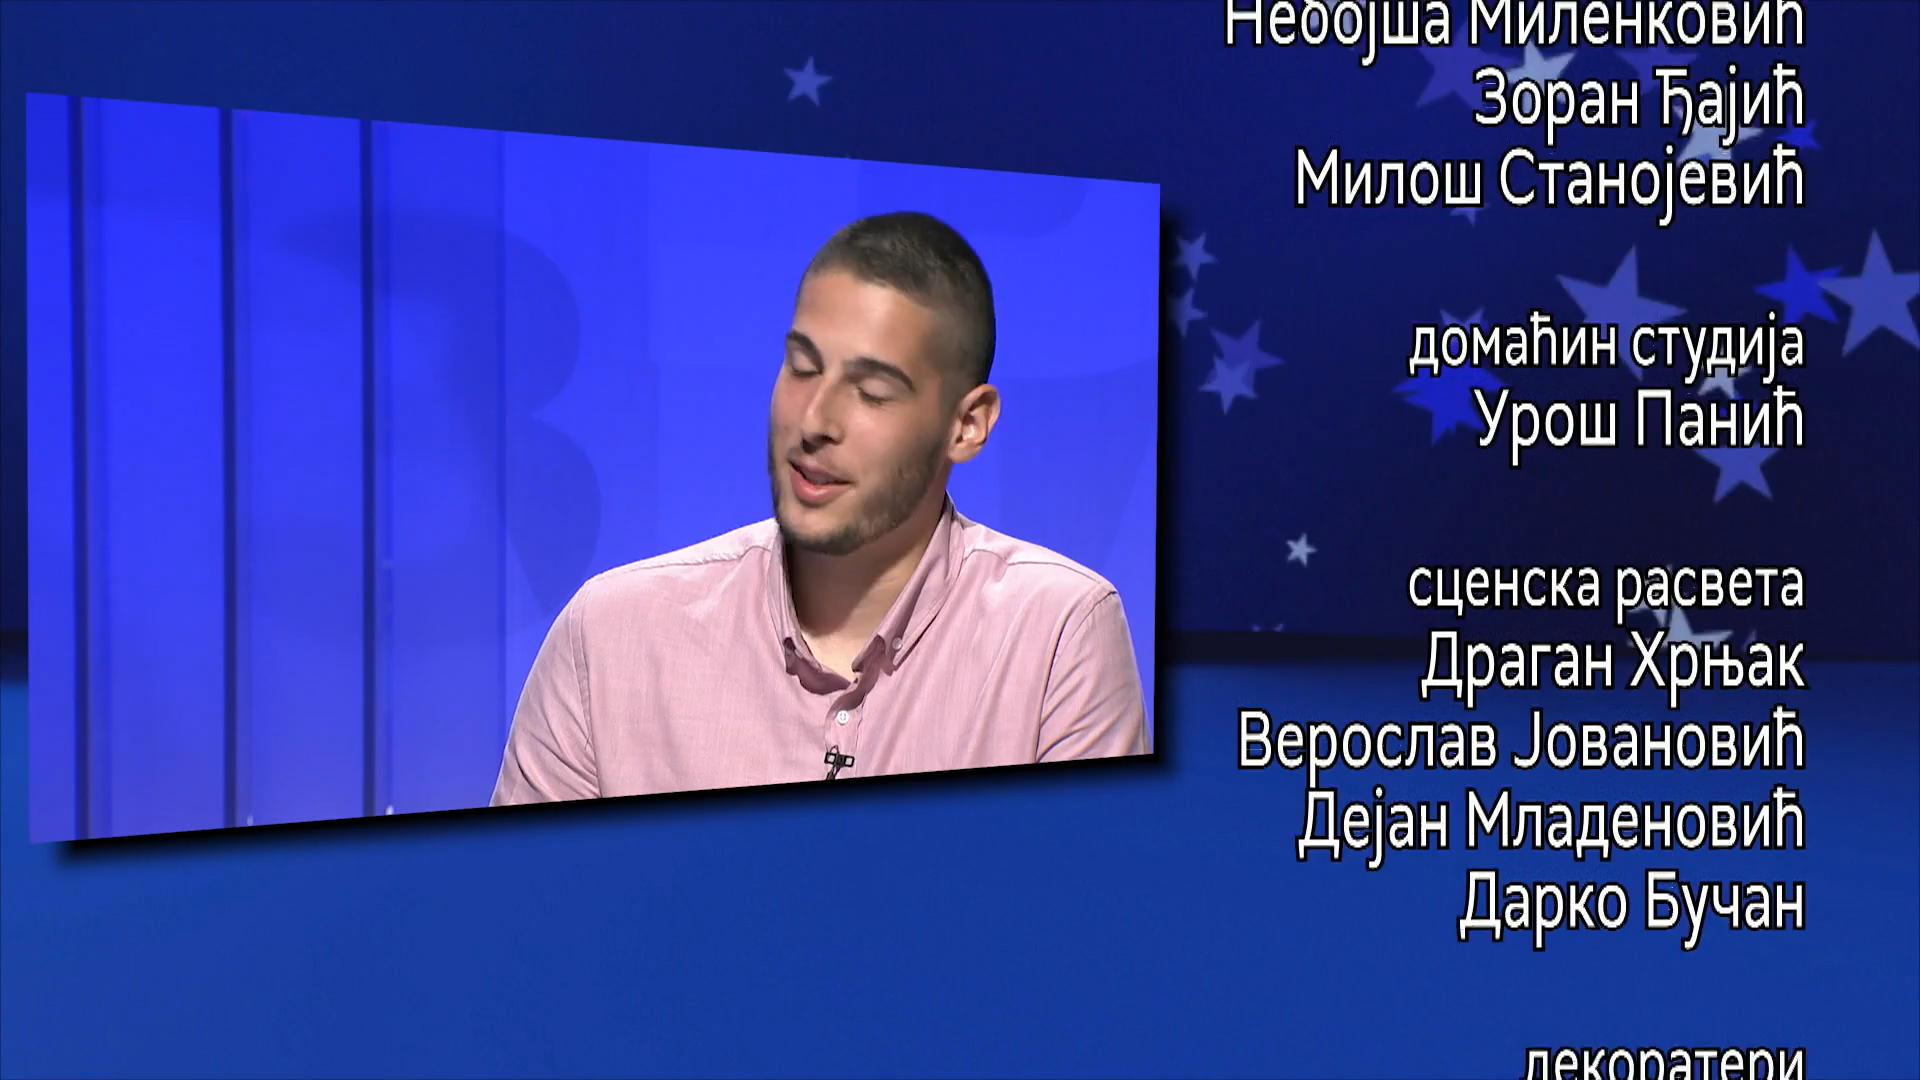 Небојша Миленковић
Зоран Ђајић
Милош Станојевић
домаћин студија
Урош Панић
сценска расвета
Драган Хрњак
Верослав Јовановић
Дејан Младеновић
Дарко Бучан
декоратери